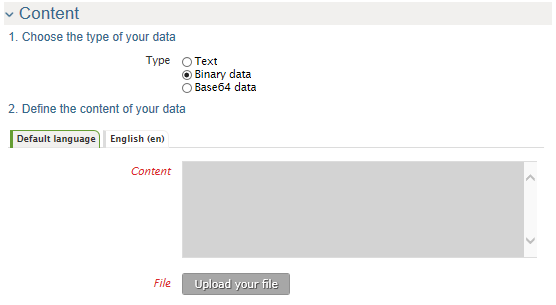 Content
1. Choose the type of your data
Type
Text
Binary data
Base64 data
2. Define the content of your data
Default language
English (en)
Content
File
Upload your file